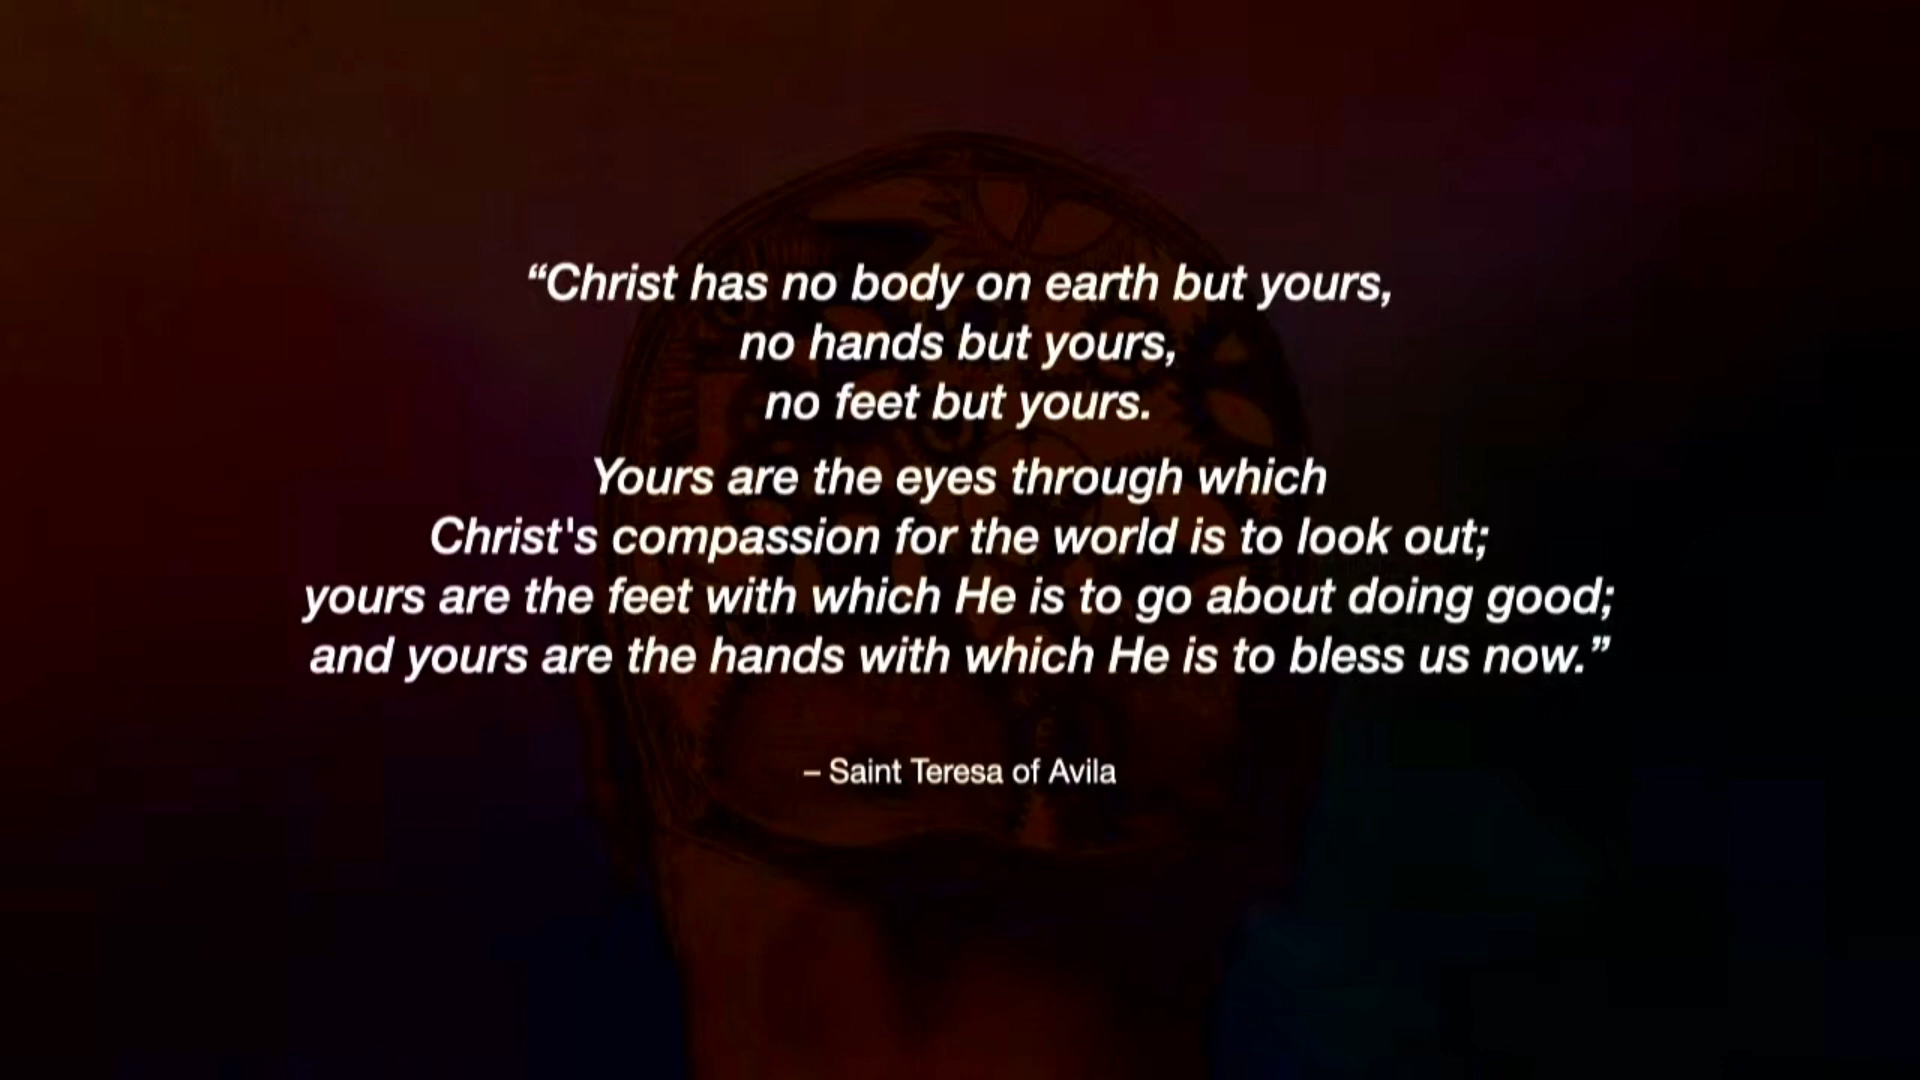 “Christ has no body on earth but yours,
no hands but yours,
no feet but yours.
Yours are the eyes through which
Christ's compassion for the world is to look out;
yours are the feet with which He is to go about doing good;
and yours are the hands with which He is to bless us now.”
– Saint Teresa of Avila